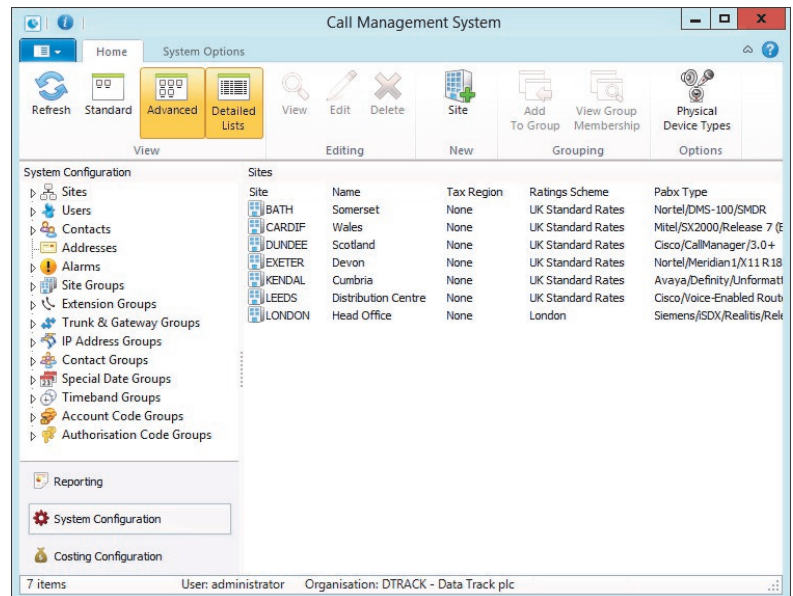 Call Management System
Home System Options
Refresh Standard Advanced Detailed Lists View Edit Delete Site Add To Group View Group Membership Physical Device Types
View Editing New Grouping Options
System Configuration
Sites
Users
Contacts
Addresses
Alarms
Site Groups
Extension Groups
Trunk & Gateway Groups
IP Address Groups
Contact Groups
Special Date Groups
Timeband Groups
Account Code Groups
Authorisation Code Groups
Reporting
System Configuration
Costing Configuration
Sites
Site Name Tax Region Ratings Scheme Pabx Type
BATH Somerset None UK Standard Rates Nortel/DMS-100/SMDR
CARDIF Wales None UK Standard Rates Mitel/SX2000/Release 7 (
DUNDEE Scotland None UK Standard Rates Cisco/CallManager/3.0+
EXETER Devon None UK Standard Rates Nortel/Meridian 1/X11 R18
KENDAL Cumbria None UK Standard Rates Avaya/Definity/Unformatt
LEEDS Distribution Centre None UK Standard Rates Cisco/Voice-Enabled Rout
LONDON Head Office None London Siemens/iSDX/Realitis/Rele
7 items User: administrator Organisation: DTRACK - Data Track plc